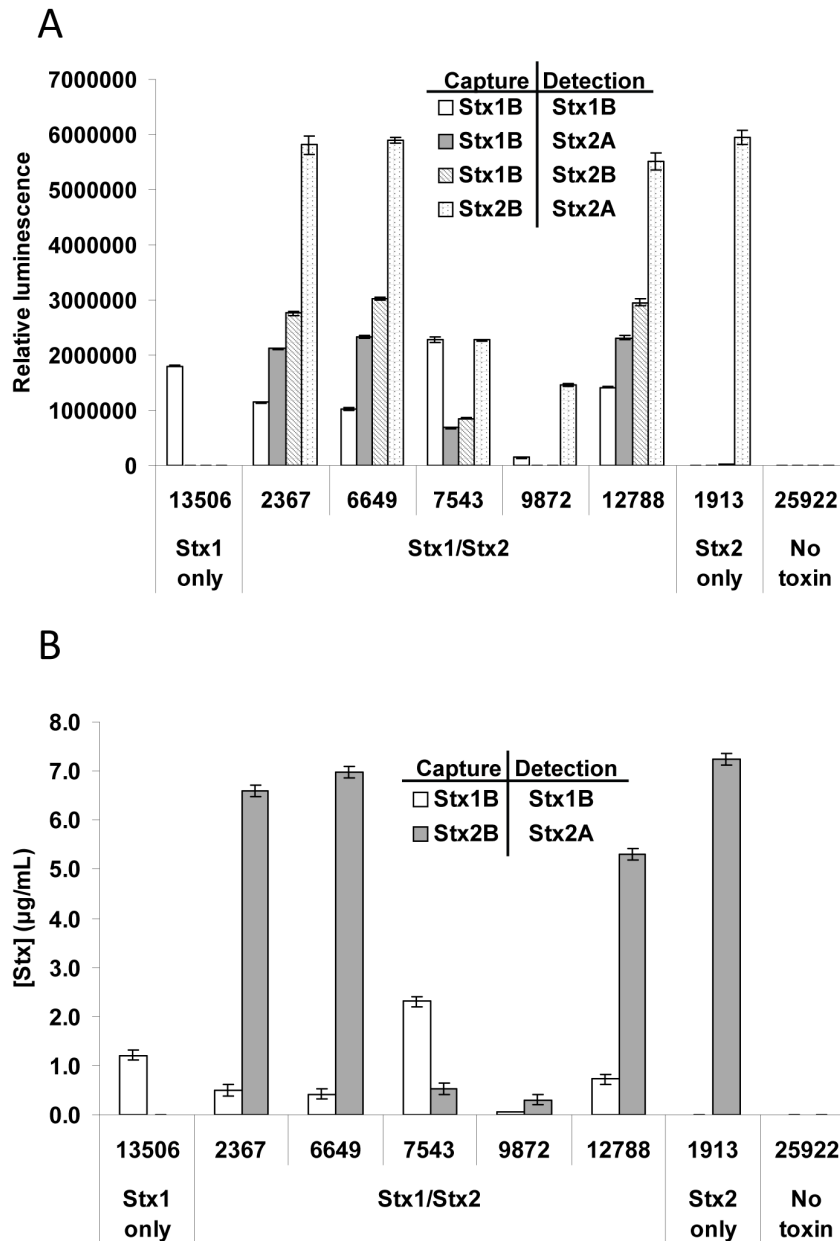 A
7000000
6000000
5000000
4000000
3000000
2000000
1000000
0
Relative luminescence
Capture Detection
Stx1B Stx1B
Stx1B Stx2A
Stx1B Stx2B
Stx2B Stx2A
13506 2367 6649 7543 9872 12788 1913 25922
Stx1 Stx1/Stx2 Stx2 No
only only toxin
B
8.0
7.0
6.0
5.0
4.0
3.0
2.0
1.0
0.0
[Stx] (µg/mL)
Capture Detection
Stx1B Stx1B
Stx2B Stx2A
13506 2367 6649 7543 9872 12788 1913 25922
Stx1 Stx1/Stx2 Stx2 No
only only toxin